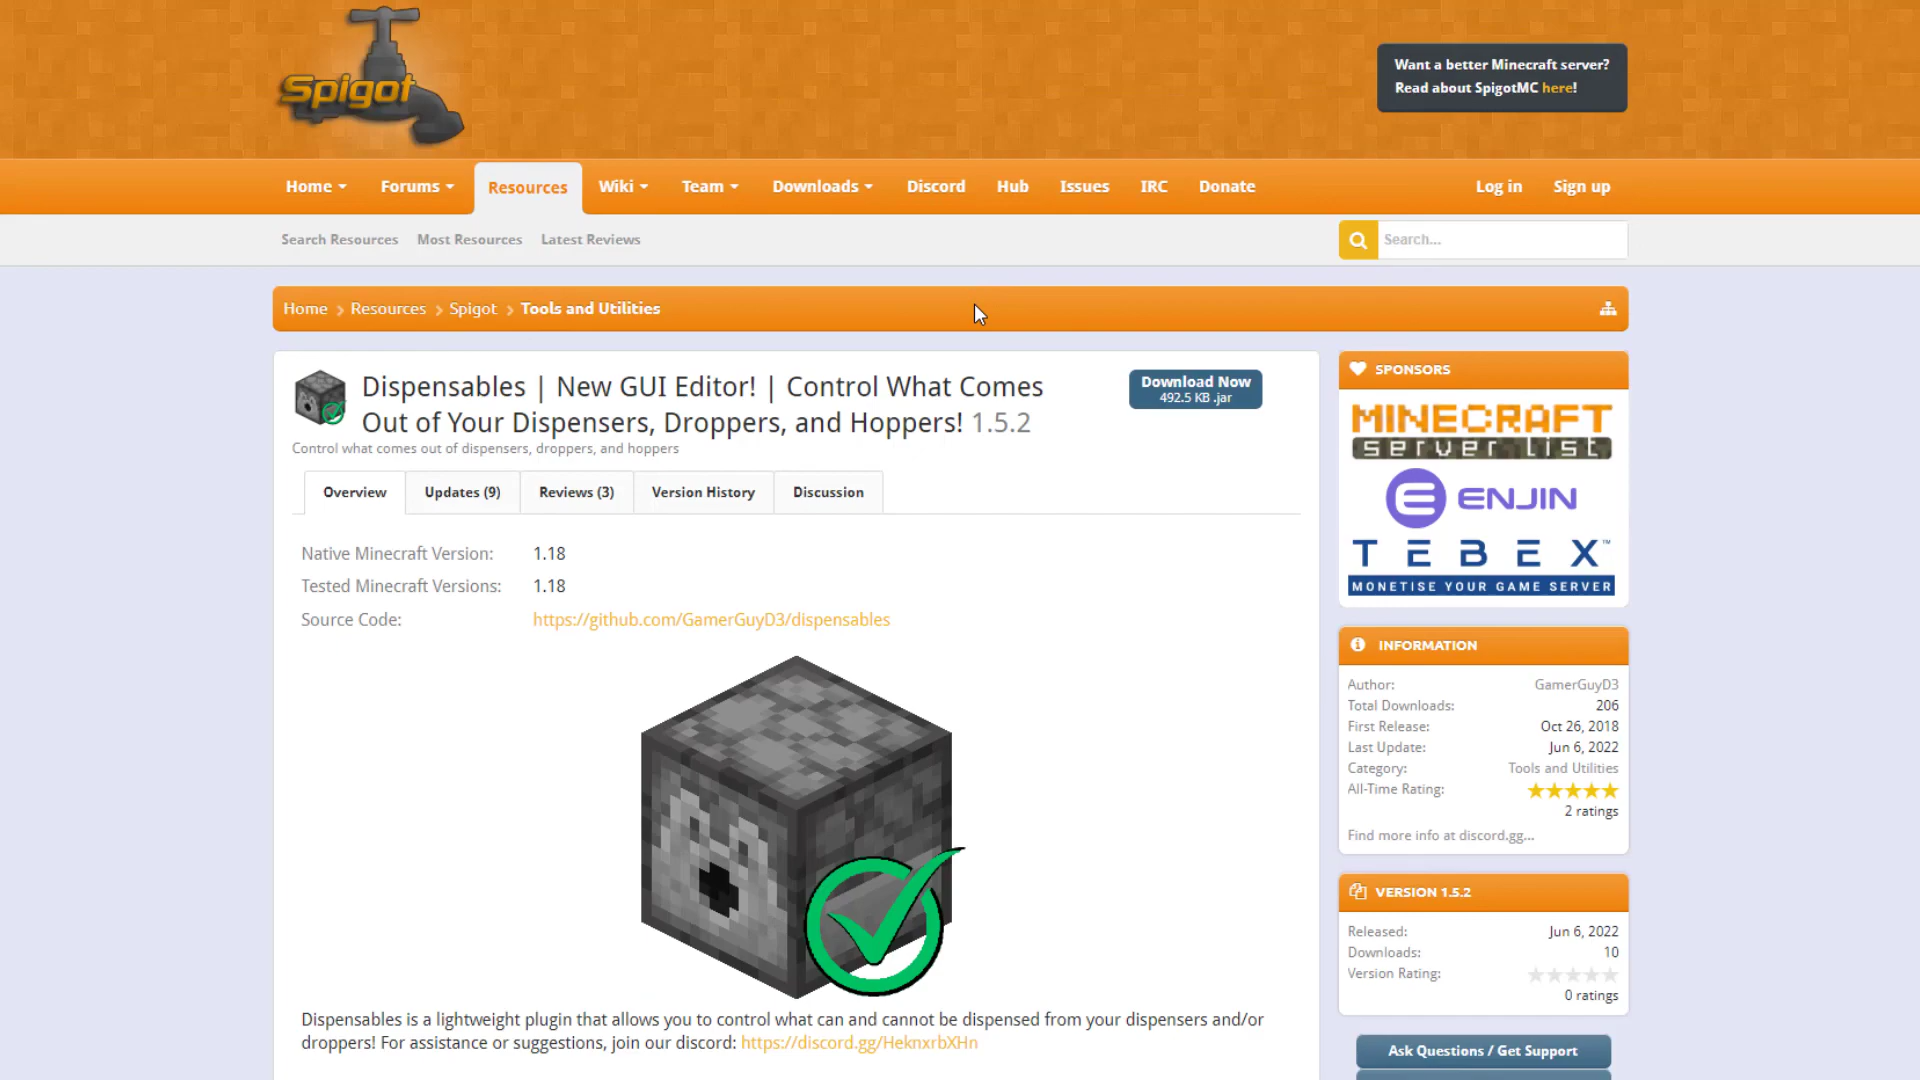 Spigot
Want a better Minecraft server?
Read about SpigotMC here!
Home
Forums
Resources
Wiki
Team
Downloads
Discord
Hub
Issues
IRC
Donate
Log in
Sign up
Search Resources
Most Resources
Latest Reviews
Search...
Home
Resources
Spigot
Tools and Utilities
Dispensables | New GUI Editor! | Control What Comes
Out of Your Dispensers, Droppers, and Hoppers! 1.5.2
Control what comes out of dispensers, droppers, and hoppers
Download Now
492.5 KB .jar
Overview
Updates (9)
Reviews (3)
Version History
Discussion
Native Minecraft Version: 1.18
Tested Minecraft Versions: 1.18
Source Code: https://github.com/GamerGuyD3/dispensables
Dispensables is a lightweight plugin that allows you to control what can and cannot be dispensed from your dispensers and/or
droppers! For assistance or suggestions, join our discord: https://discord.gg/HeknxrbXHn
SPONSORS
MINECRAFT
server list
ENJIN
TEBEX™
MONETISE YOUR GAME SERVER
INFORMATION
Author: GamerGuyD3
Total Downloads: 206
First Release: Oct 26, 2018
Last Update: Jun 6, 2022
Category: Tools and Utilities
All-Time Rating:
2 ratings
Find more info at discord.gg...
VERSION 1.5.2
Released: Jun 6, 2022
Downloads: 10
Version Rating:
0 ratings
Ask Questions / Get Support